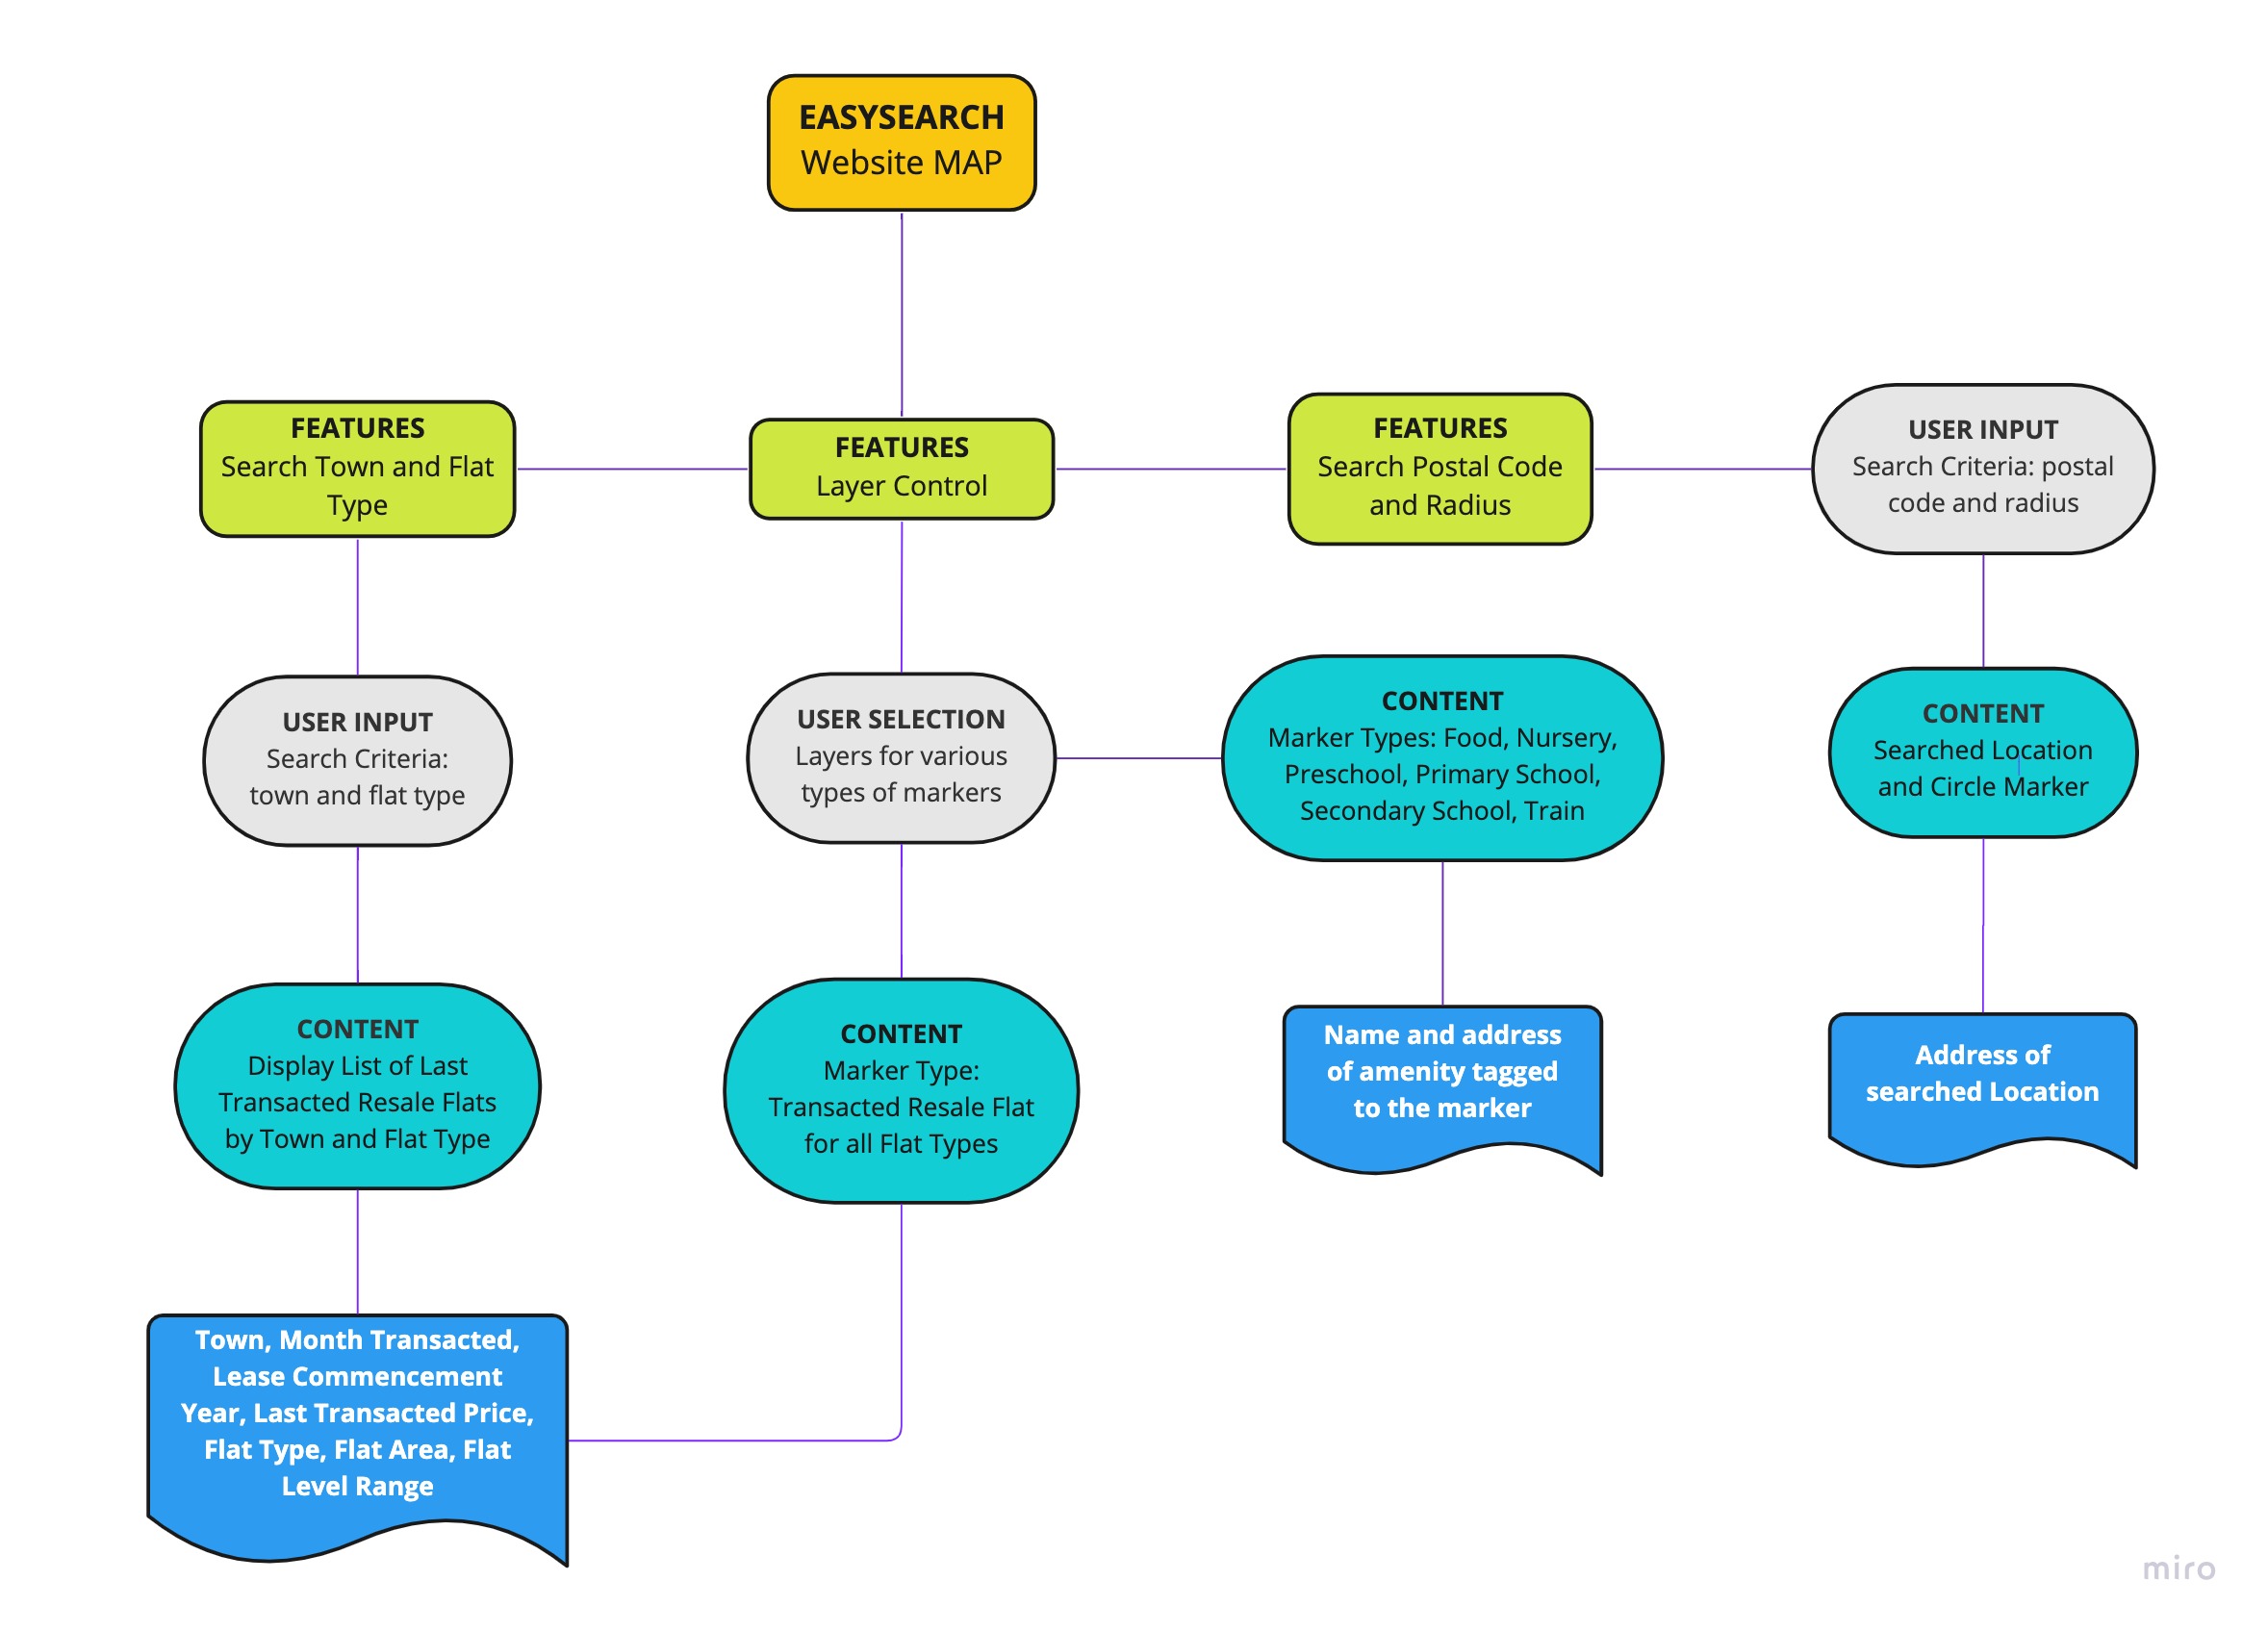 EASYSEARCH
Website MAP
FEATURES
Search Town and Flat
Type
FEATURES
Layer Control
FEATURES
Search Postal Code
and Radius
USER INPUT
Search Criteria: postal
code and radius
USER INPUT
Search Criteria:
town and flat type
USER SELECTION
Layers for various
types of markers
CONTENT
Marker Types: Food, Nursery,
Preschool, Primary School,
Secondary School, Train
CONTENT
Searched Location
and Circle Marker
CONTENT
Display List of Last
Transacted Resale Flats
by Town and Flat Type
CONTENT
Marker Type:
Transacted Resale Flat
for all Flat Types
Name and address
of amenity tagged
to the marker
Address of
searched Location
Town, Month Transacted,
Lease Commencement
Year, Last Transacted Price,
Flat Type, Flat Area, Flat
Level Range
miro